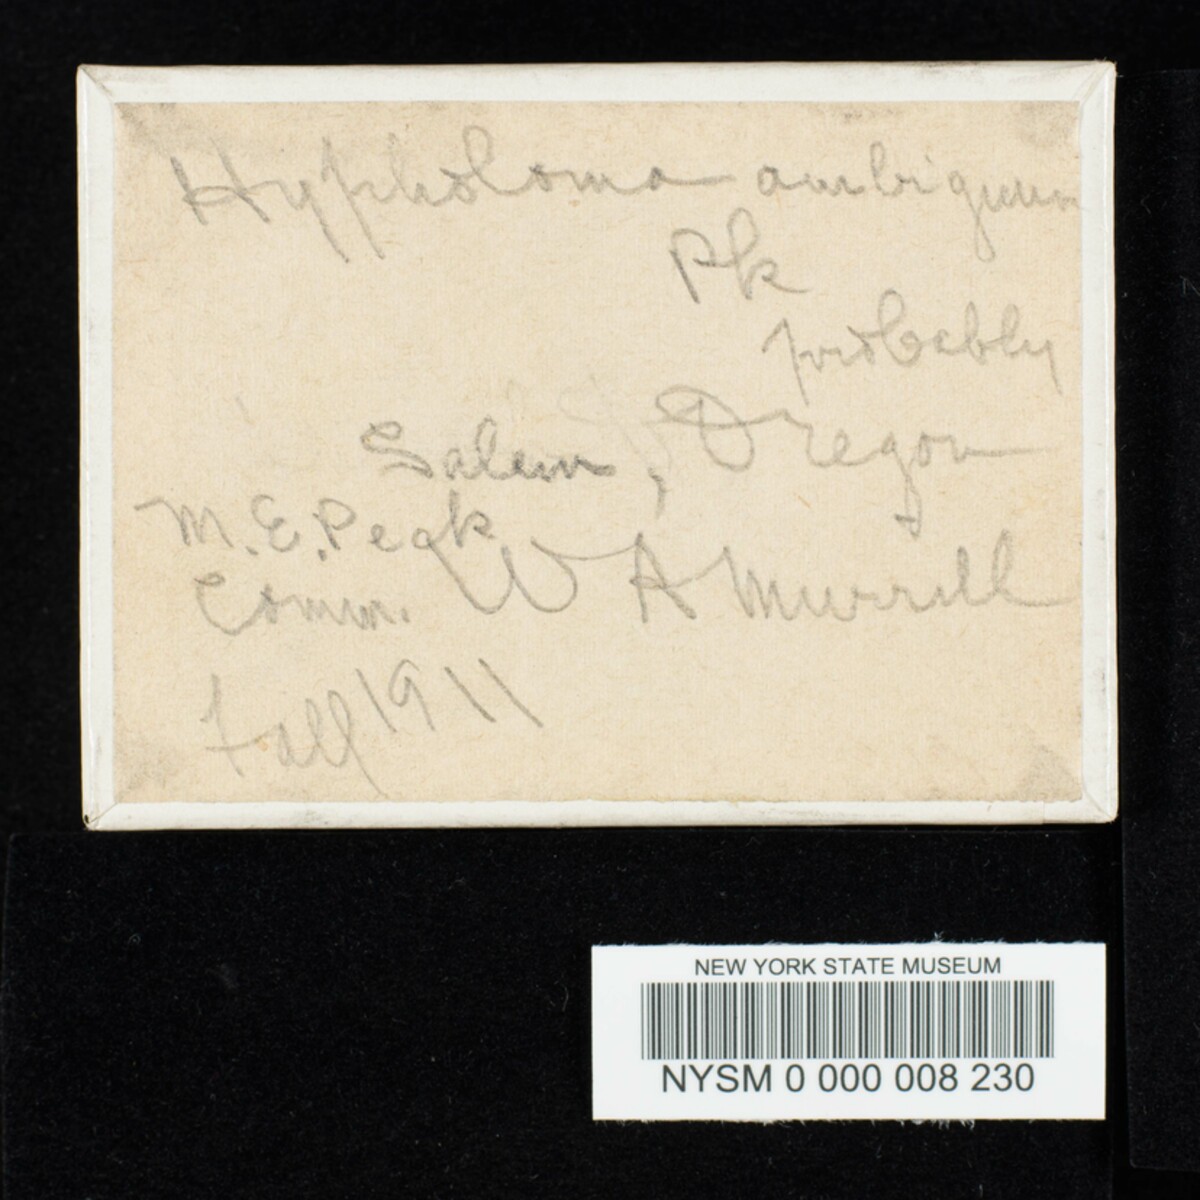 Hypholoma ambiguum
Pk
probably
Salem, Oregon
M.E. Peck
Comm. W A Murrill
Fall 1911
NEW YORK STATE MUSEUM
NYSM 0 000 008 230